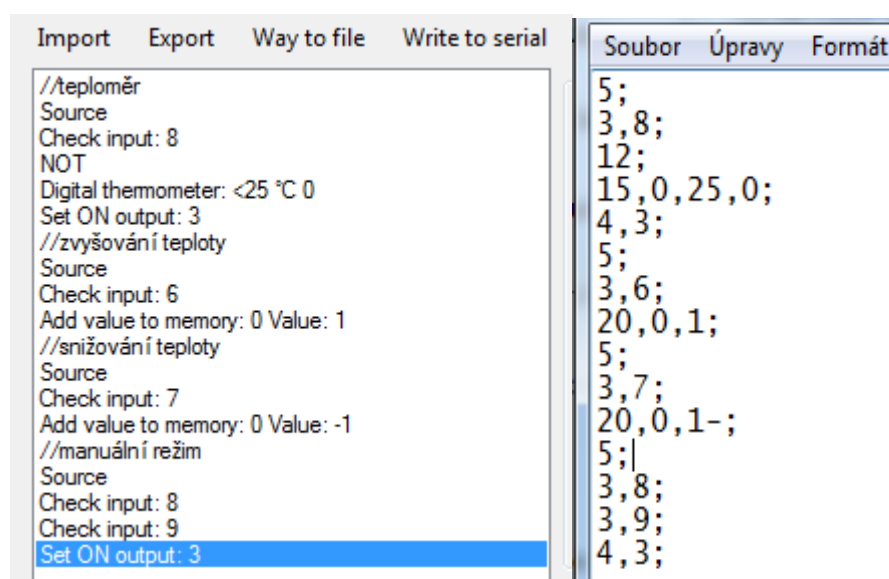 Import Export Way to file Write to serial
//teploměr
Source
Check input: 8
NOT
Digital thermometer: <25 °C 0
Set ON output: 3
//zvyšování teploty
Source
Check input: 6
Add value to memory: 0 Value: 1
//snižování teploty
Source
Check input: 7
Add value to memory: 0 Value: -1
//manuální režim
Source
Check input: 8
Check input: 9
Set ON output: 3
Soubor Úpravy Formát
5;
3,8;
12;
15,0,25,0;
4,3;
5;
3,6;
20,0,1;
5;
3,7;
20,0,1-;
5;
3,8;
3,9;
4,3;